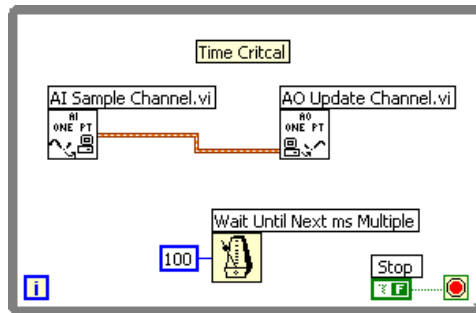 Time Critcal
AI Sample Channel.vi
AO Update Channel.vi
AI
ONE PT
AO
ONE PT
Wait Until Next ms Multiple
100
Stop
F
i